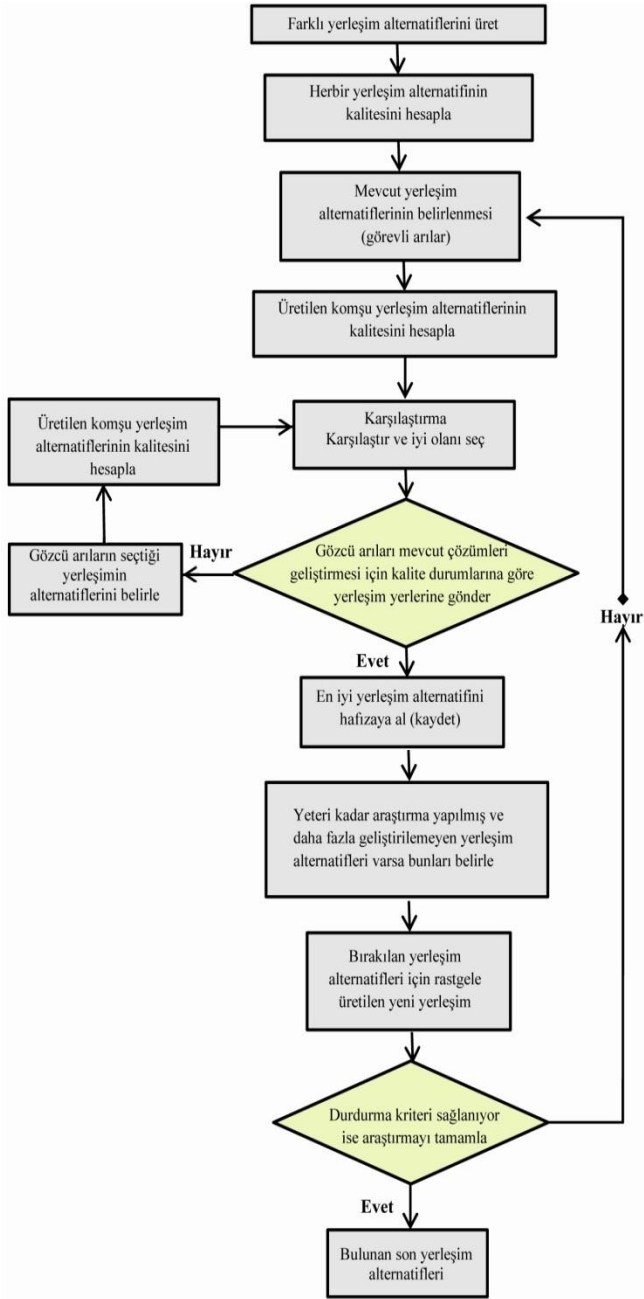 Farklı yerleşim alternatiflerini üret
Herbir yerleşim alternatifinin
kalitesini hesapla
Mevcut yerleşim
alternatiflerinin belirlenmesi
(görevli arılar)
Üretilen komşu yerleşim alternatiflerinin
kalitesini hesapla
Karşılaştırma
Karşılaştır ve iyi olanı seç
Üretilen komşu yerleşim
alternatiflerinin kalitesini
hesapla
Gözcü arıların seçtiği
yerleşimin
alternatiflerini belirle
Hayır
Gözcü arıları mevcut çözümleri
geliştirmesi için kalite durumlarına göre
yerleşim yerlerine gönder
Hayır
Evet
En iyi yerleşim alternatifini
hafızaya al (kaydet)
Yeteri kadar araştırma yapılmış ve
daha fazla geliştirilemeyen yerleşim
alternatifleri varsa bunları belirle
Bırakılan yerleşim
alternatifleri için rastgele
üretilen yeni yerleşim
Durdurma kriteri sağlanıyor
ise araştırmayı tamamla
Evet
Bulunan son yerleşim
alternatifleri